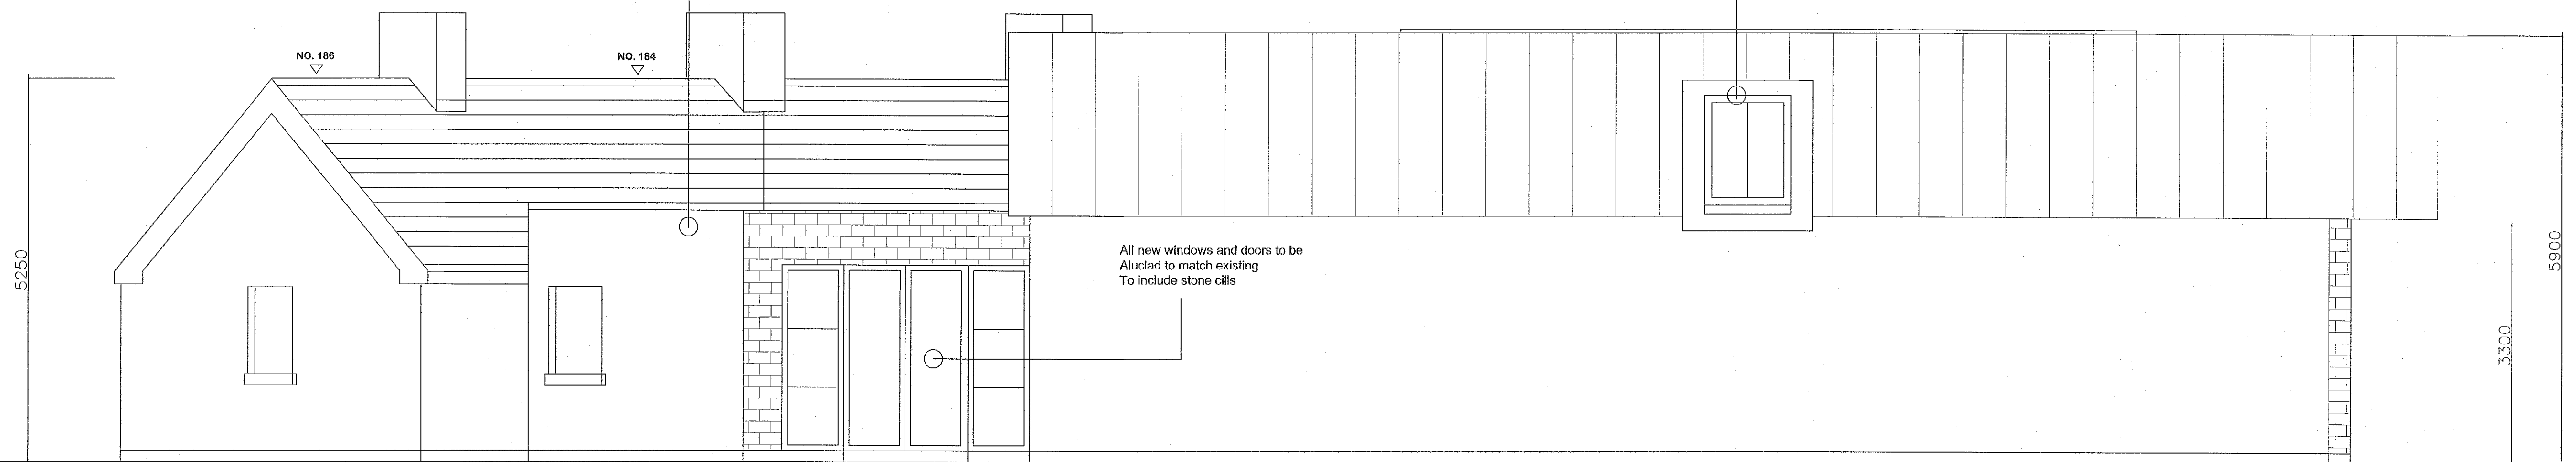 NO. 186
NO. 184
All new windows and doors to be
Aluclad to match existing
To include stone cills
5250
3300
5900